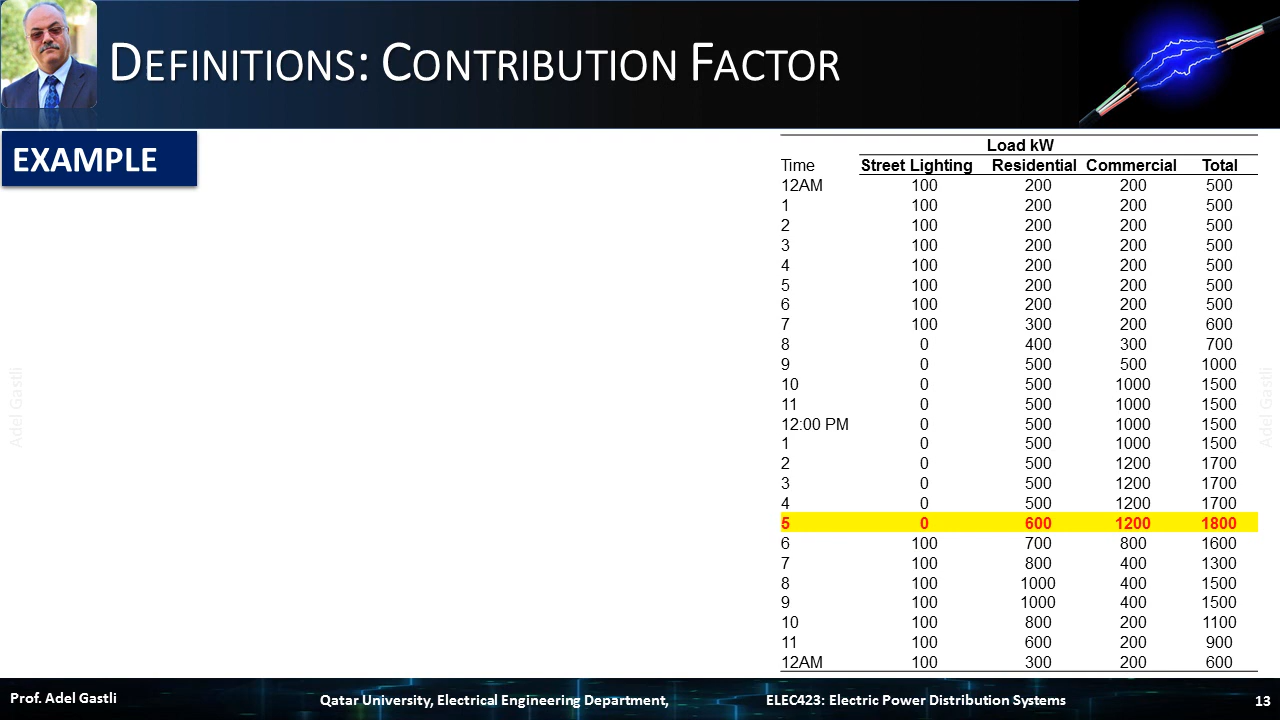 DEFINITIONS: CONTRIBUTION FACTOR
EXAMPLE
Load kW
Time Street Lighting Residential Commercial Total
12AM 100 200 200 500
1 100 200 200 500
2 100 200 200 500
3 100 200 200 500
4 100 200 200 500
5 100 200 200 500
6 100 200 200 500
7 100 300 200 600
8 0 400 300 700
9 0 500 500 1000
10 0 500 1000 1500
11 0 500 1000 1500
12:00 PM 0 500 1000 1500
1 0 500 1000 1500
2 0 500 1200 1700
3 0 500 1200 1700
4 0 500 1200 1700
5 0 600 1200 1800
6 100 700 800 1600
7 100 800 400 1300
8 100 1000 400 1500
9 100 1000 400 1500
10 100 800 200 1100
11 100 600 200 900
12AM 100 300 200 600
Adel Gastli
Adel Gastli
Prof. Adel Gastli Qatar University, Electrical Engineering Department, ELEC423: Electric Power Distribution Systems 13